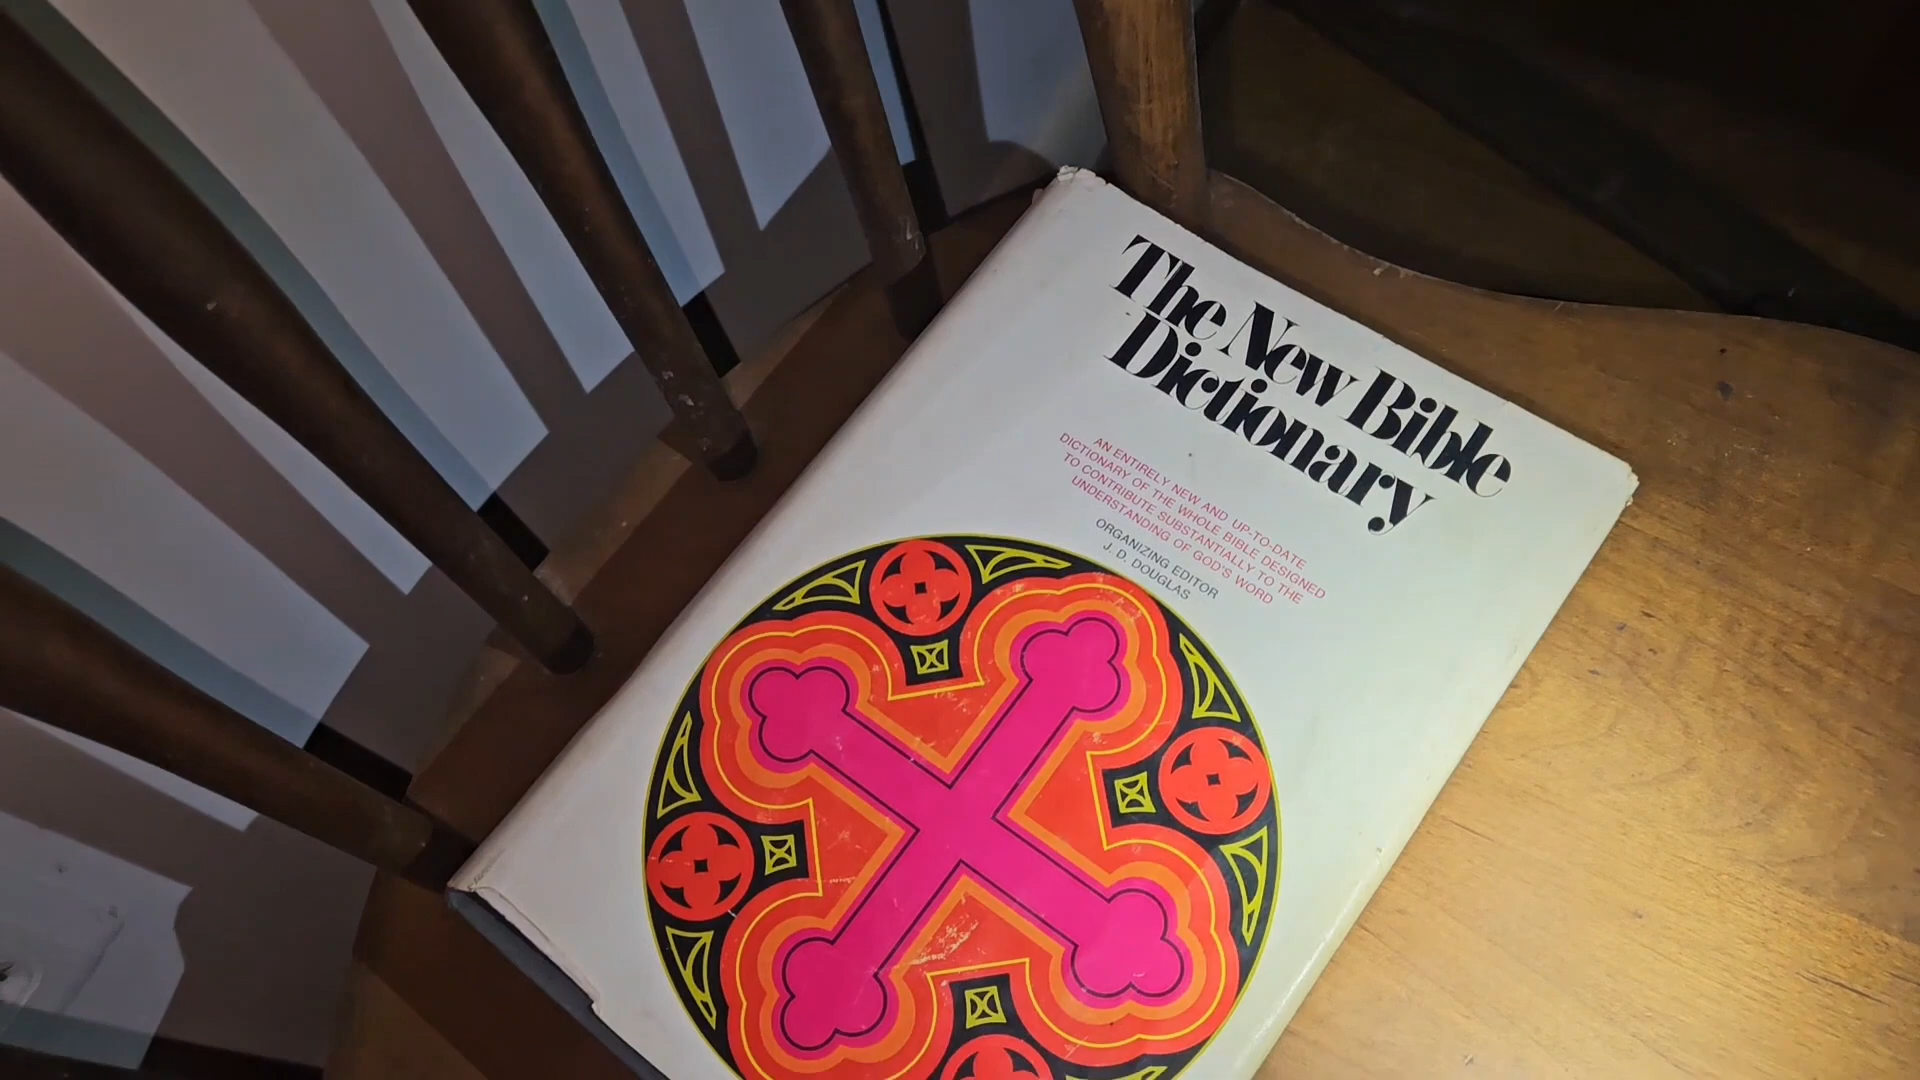 The New Bible
Dictionary
AN ENTIRELY NEW AND UP-TO-DATE
DICTIONARY OF THE WHOLE BIBLE, DESIGNED
TO CONTRIBUTE SUBSTANTIALLY TO THE
UNDERSTANDING OF GOD'S WORD
ORGANIZING EDITOR
J. D. DOUGLAS